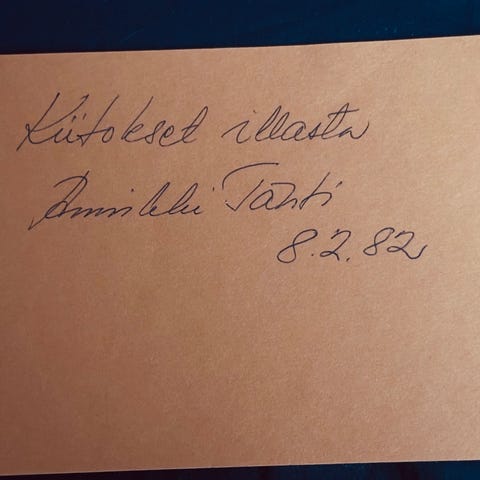 Kiitokset illasta
Annikki Tähti
8.2.82